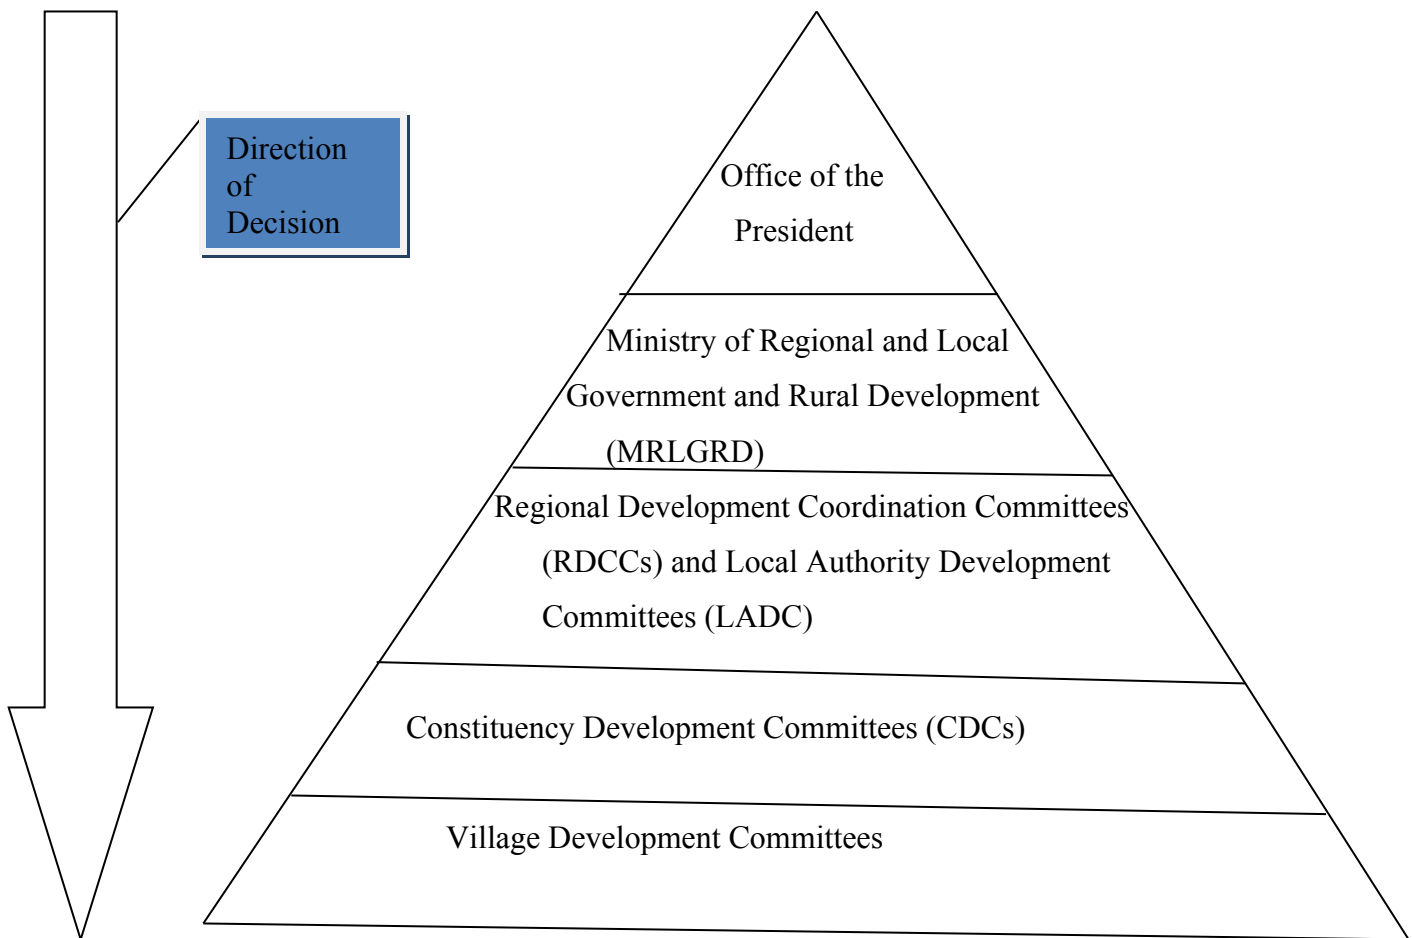 Direction
of
Decision
Office of the
President
Ministry of Regional and Local
Government and Rural Development
(MRLGRD)
Regional Development Coordination Committees
(RDCCs) and Local Authority Development
Committees (LADC)
Constituency Development Committees (CDCs)
Village Development Committees